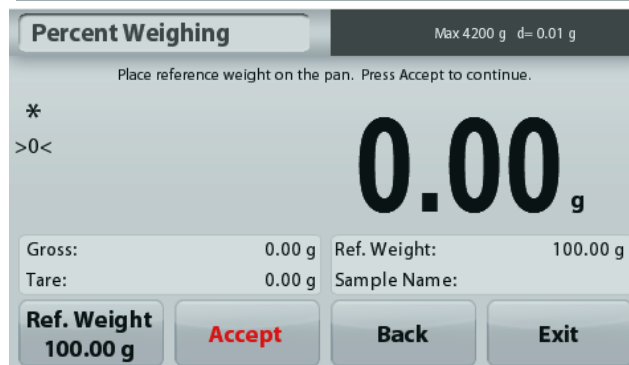 Percent Weighing
Max 4200 g d= 0.01 g
Place reference weight on the pan. Press Accept to continue.
*
>0<
0.00 g
Gross: 0.00 g
Ref. Weight: 100.00 g
Tare: 0.00 g
Sample Name:
Ref. Weight
100.00 g
Accept
Back
Exit